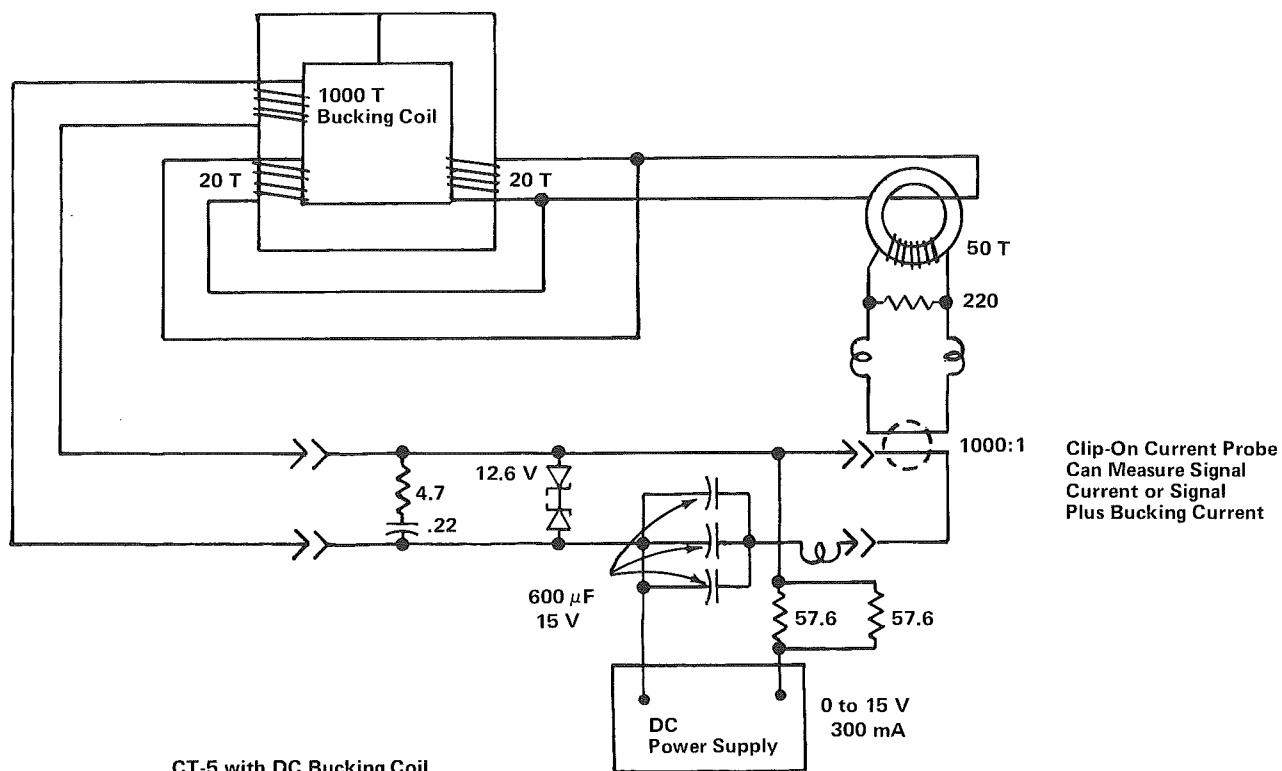 1000 T
Bucking Coil
20 T
20 T
50 T
220
1000:1
Clip-On Current Probe
Can Measure Signal
Current or Signal
Plus Bucking Current
12.6 V
4.7
.22
600 μF
15 V
57.6
57.6
DC
Power Supply
0 to 15 V
300 mA
CT-5 with DC Bucking Coil